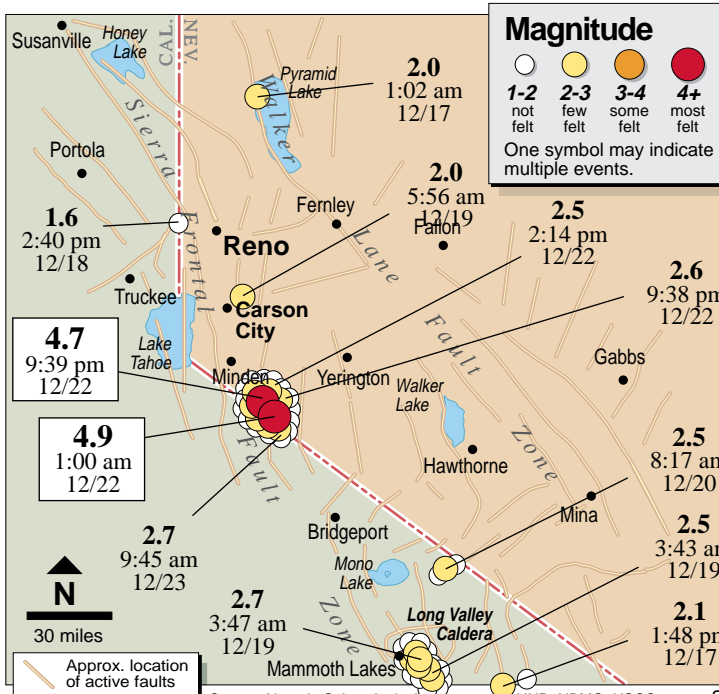 Susanville
Honey
Lake
CAL.
NEV.
Magnitude
1-2
not
felt
2-3
few
felt
3-4
some
felt
4+
most
felt
One symbol may indicate
multiple events.
2.0
1:02 am
12/17
Pyramid
Lake
Walker
Lane
Fault
Zone
Sierra
Frontal
Fault
Zone
Portola
2.0
5:56 am
12/19
Fernley
Fallon
2.5
2:14 pm
12/22
1.6
2:40 pm
12/18
Reno
2.6
9:38 pm
12/22
Truckee
Carson
City
Lake
Tahoe
4.7
9:39 pm
12/22
Minden
Yerington
Walker
Lake
Gabbs
4.9
1:00 am
12/22
Hawthorne
2.5
8:17 am
12/20
Mina
2.7
9:45 am
12/23
Bridgeport
Mono
Lake
2.5
3:43 am
12/19
N
30 miles
2.7
3:47 am
12/19
Long Valley
Caldera
2.1
1:48 pm
12/17
Mammoth Lakes
Approx. location
of active faults